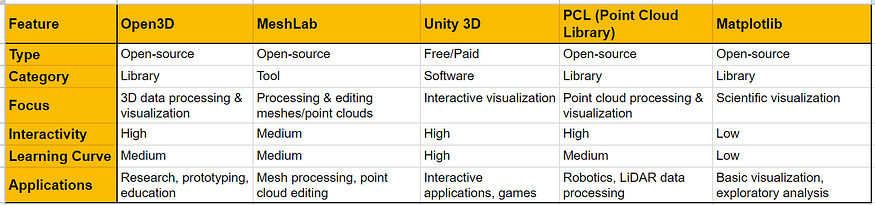 Feature Open3D MeshLab Unity 3D PCL (Point Cloud Library) Matplotlib
Type Open-source Open-source Free/Paid Open-source Open-source
Category Library Tool Software Library Library
Focus 3D data processing & visualization Processing & editing meshes/point clouds Interactive visualization Point cloud processing & visualization Scientific visualization
Interactivity High Medium High High Low
Learning Curve Medium Medium High Medium Low
Applications Research, prototyping, education Mesh processing, point cloud editing Interactive applications, games Robotics, LiDAR data processing Basic visualization, exploratory analysis